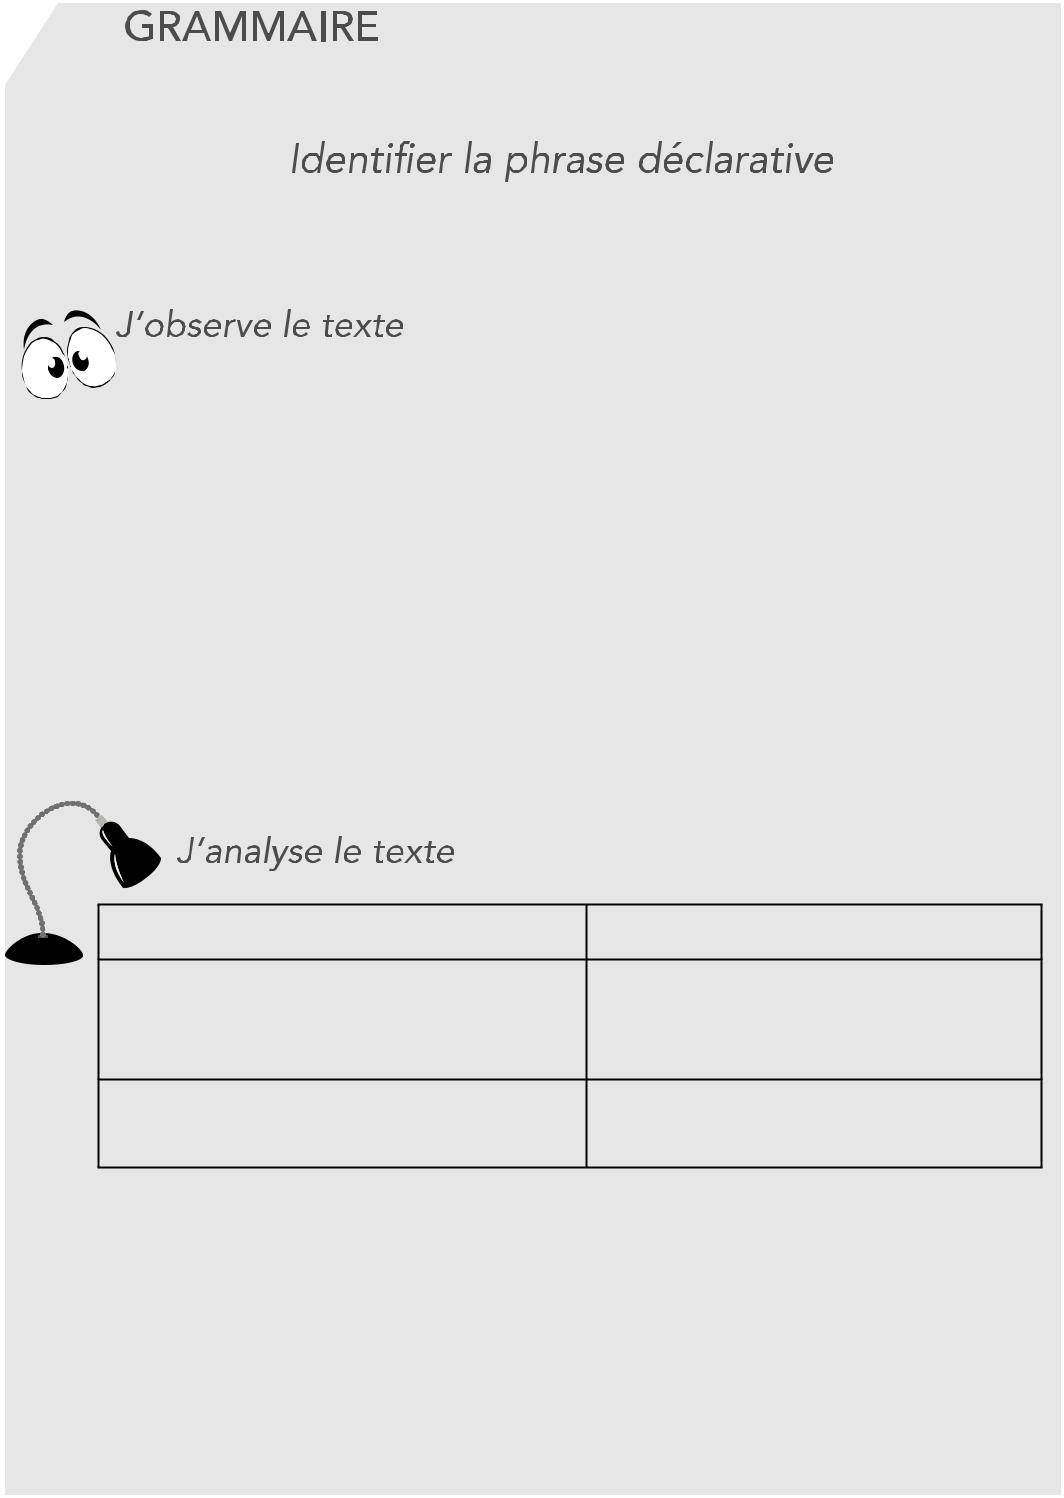 GRAMMAIRE
Identifier la phrase déclarative
J’observe le texte
J’analyse le texte